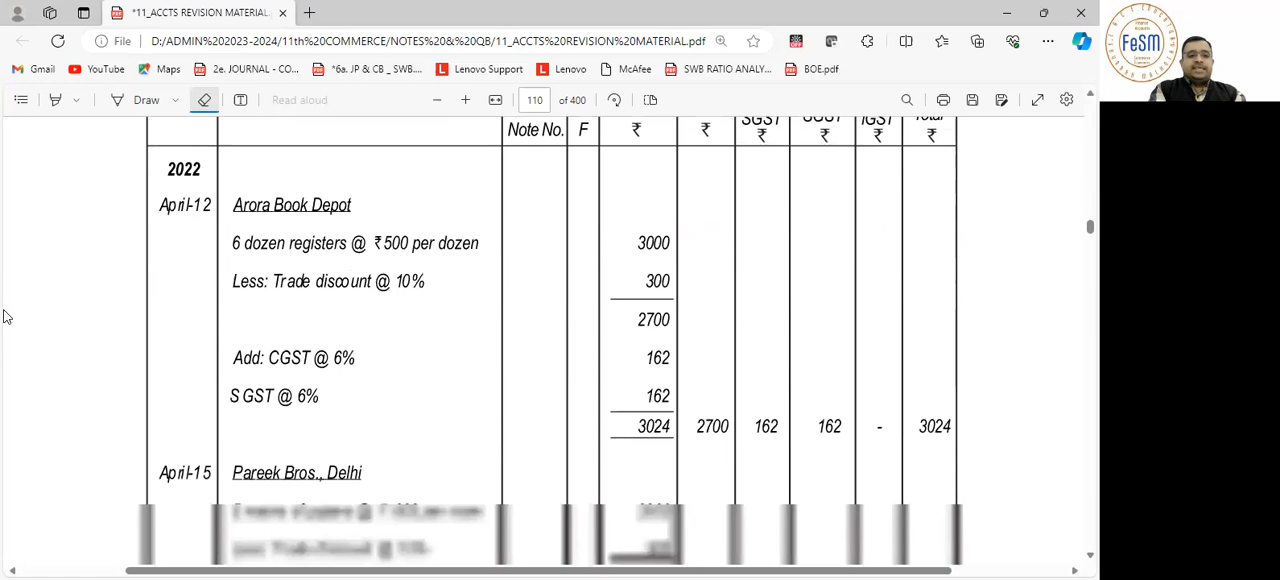 *11_ACCTS REVISION MATERIAL.
File D:/ADMIN%202023-2024/11th%20COMMERCE/NOTES%20&%20QB/11_ACCTS%20REVISION%20MATERIAL.pdf
Gmail YouTube Maps 2e. JOURNAL - CO... *6a. JP & CB _ SWB... Lenovo Support Lenovo McAfee SWB RATIO ANALY... BOE.pdf
Draw Read aloud 110 of 400
SGST IGST Total
Note No. F ₹ ₹ ₹ ₹ ₹ ₹
2022
April-12 Arora Book Depot
6 dozen registers @ ₹500 per dozen 3000
Less: Trade discount @ 10% 300
2700
Add: CGST @ 6% 162
SGST @ 6% 162
3024 2700 162 162 - 3024
April-15 Pareek Bros., Delhi
FeSM